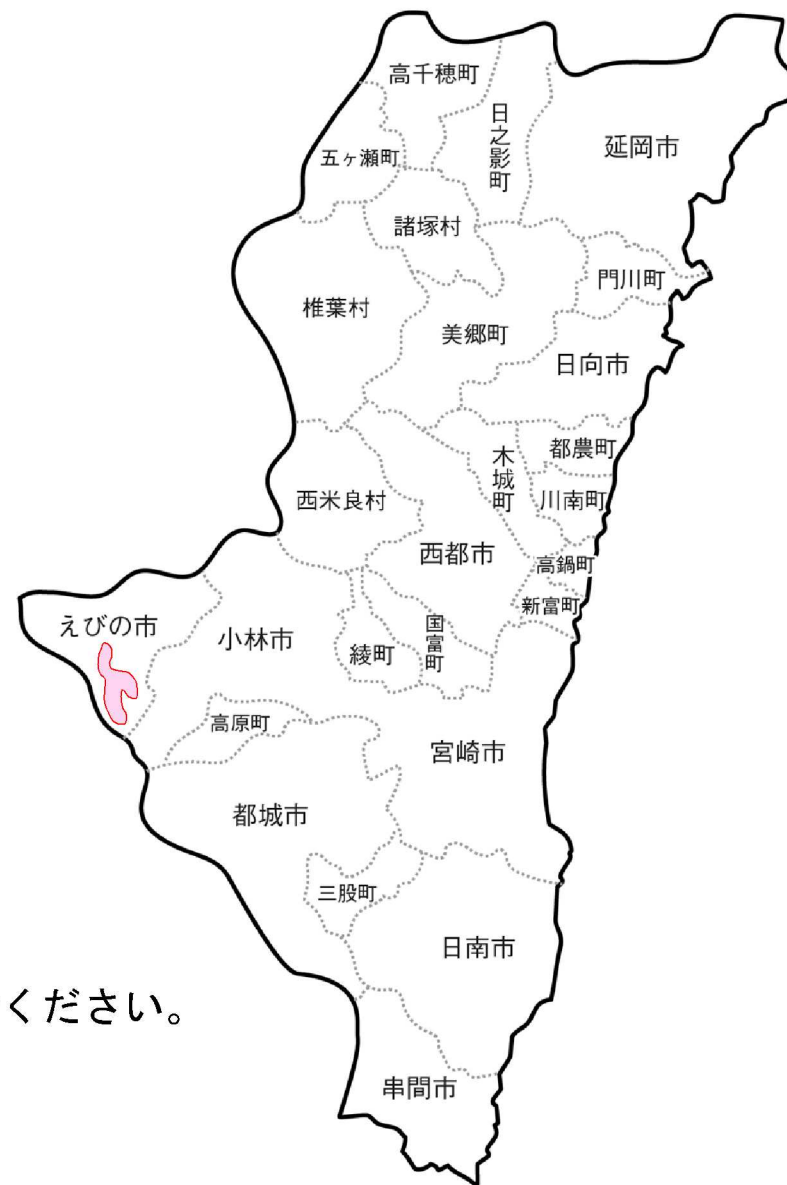 高千穂町
日之影町
延岡市
五ヶ瀬町
諸塚村
門川町
椎葉村
美郷町
日向市
都農町
木城町
西米良村
川南町
西都市
高鍋町
新富町
えびの市
小林市
綾町
国富町
高原町
宮崎市
都城市
三股町
日南市
ください。
串間市